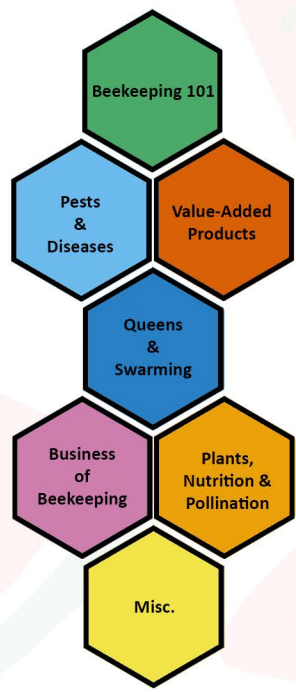 Beekeeping 101
Pests
&
Diseases
Value-Added
Products
Queens
&
Swarming
Business
of
Beekeeping
Plants,
Nutrition &
Pollination
Misc.